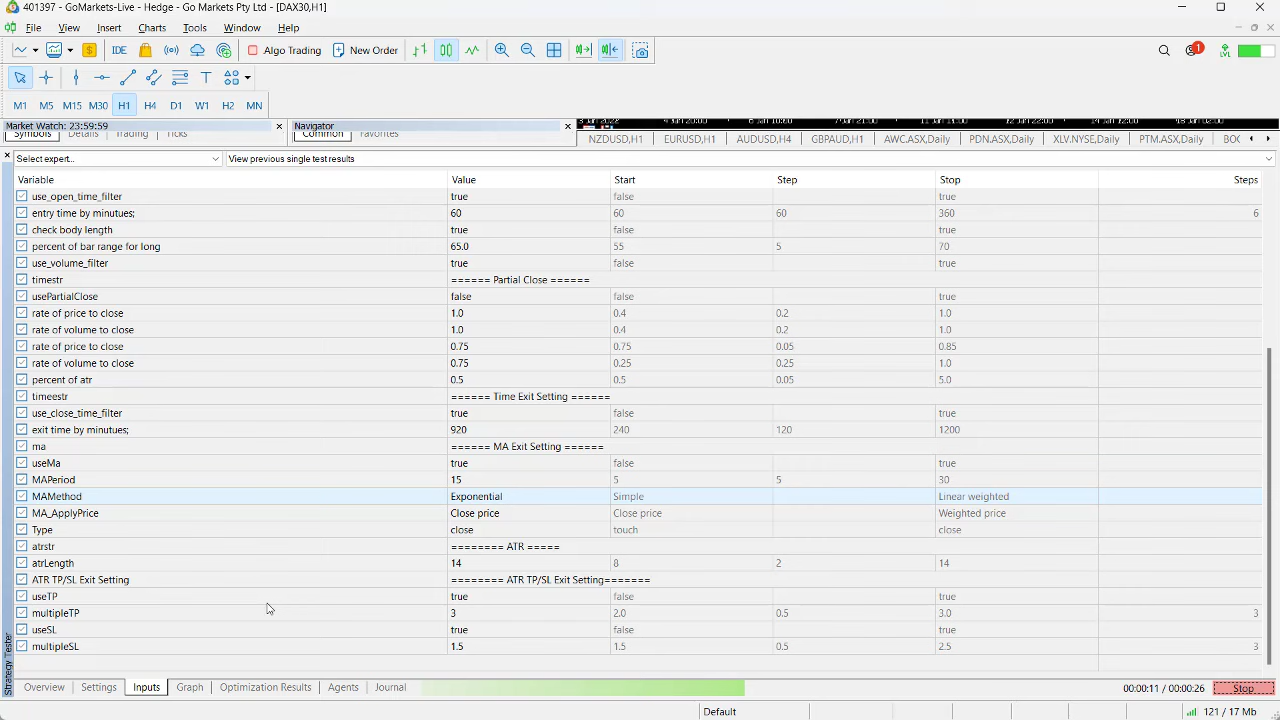 401397 - GoMarkets-Live - Hedge - Go Markets Pty Ltd - [DAX30,H1]
File View Insert Charts Tools Window Help
IDE Algo Trading New Order 1 LVL
M1 M5 M15 M30 H1 H4 D1 W1 H2 MN
Market Watch: 23:59:59 Navigator
Symbols Details Trading Ticks Common Favorites NZDUSD,H1 EURUSD,H1 AUDUSD,H4 GBPAUD,H1 AWC.ASX,Daily PDN.ASX,Daily XLV.NYSE,Daily PTM.ASX,Daily
Select expert... View previous single test results
Variable Value Start Step Stop Steps
use_open_time_filter true false true
entry time by minutues; 60 60 60 360 6
check body length true false true
percent of bar range for long 65.0 55 5 70
use_volume_filter true false true
timestr ====== Partial Close ======
usePartialClose false false true
rate of price to close 1.0 0.4 0.2 1.0
rate of volume to close 1.0 0.4 0.2 1.0
rate of price to close 0.75 0.75 0.05 0.85
rate of volume to close 0.75 0.25 0.25 1.0
percent of atr 0.5 0.5 0.05 5.0
timeestr ====== Time Exit Setting ======
use_close_time_filter true false true
exit time by minutues; 920 240 120 1200
ma ====== MA Exit Setting ======
useMa true false true
MAPeriod 15 5 5 30
MAMethod Exponential Simple Linear weighted
MA_ApplyPrice Close price Close price Weighted price
Type close touch close
atrstr ======== ATR =====
atrLength 14 8 2 14
ATR TP/SL Exit Setting ======== ATR TP/SL Exit Setting=======
useTP true false true
multipleTP 3 2.0 0.5 3.0 3
useSL true false true
multipleSL 1.5 1.5 0.5 2.5 3
Strategy Tester
Overview Settings Inputs Graph Optimization Results Agents Journal 00:00:11 / 00:00:26 Stop
Default 121 / 17 Mb